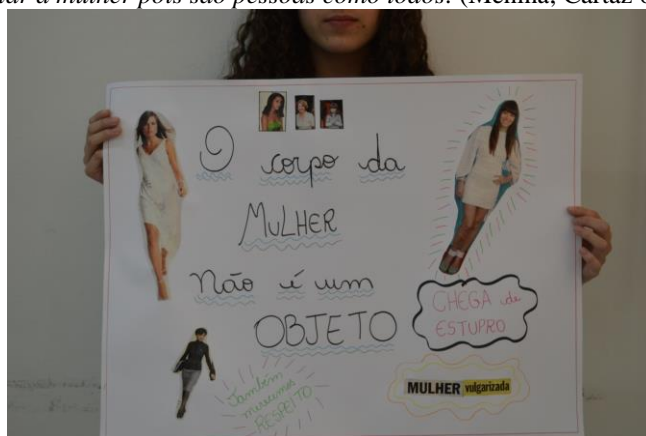 dar a mulher pois são pessoas como todos! (Menina, Cartaz
O corpo da
MULHER
Não é um
OBJETO
CHEGA de
ESTUPRO
Também
merecemos
RESPEITO
MULHER vulgarizada